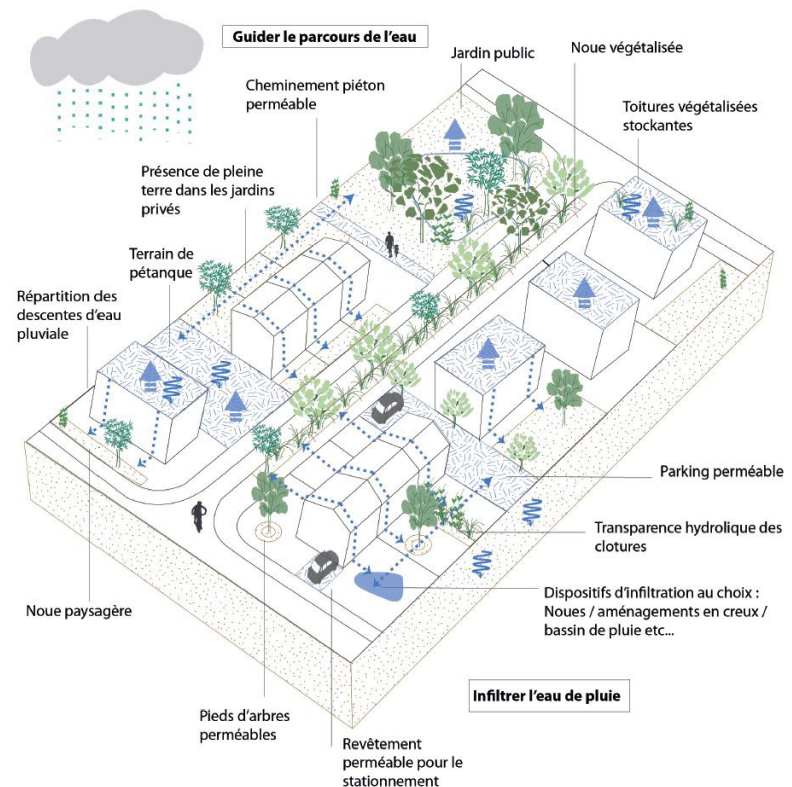 Guider le parcours de l'eau
Jardin public
Noue végétalisée
Cheminement piéton
perméable
Toitures végétalisées
stockantes
Présence de pleine
terre dans les jardins
privés
Terrain de
pétanque
Répartition des
descentes d'eau
pluviale
Parking perméable
Transparence hydrolique des
clotures
Dispositifs d'infiltration au choix :
Noues / aménagements en creux /
bassin de pluie etc...
Noue paysagère
Infiltrer l'eau de pluie
Pieds d'arbres
perméables
Revêtement
perméable pour le
stationnement